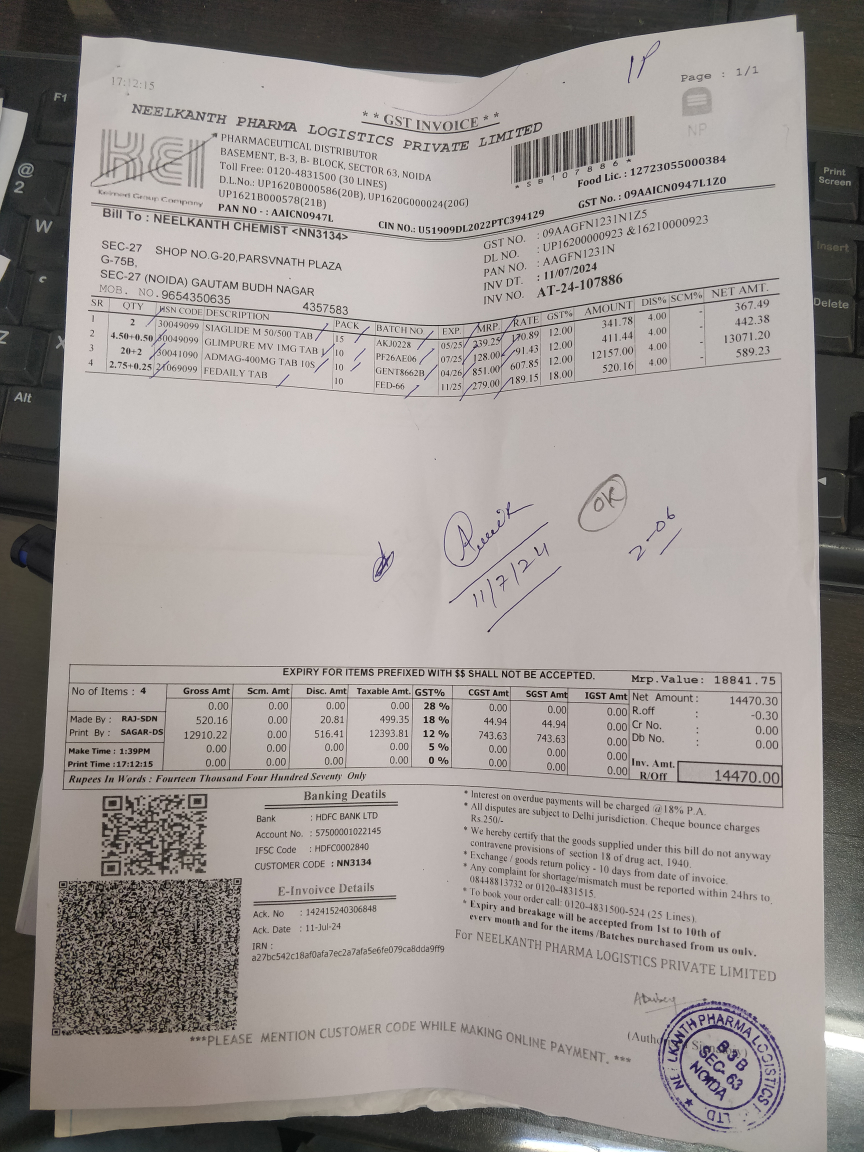 17:12:15
1P
Page : 1/1
* * GST INVOICE * *
NEELKANTH PHARMA LOGISTICS PRIVATE LIMITED
KEI
Keimed Group Company
NP
PHARMACEUTICAL DISTRIBUTOR
BASEMENT, B-3, B- BLOCK, SECTOR 63, NOIDA
Toll Free: 0120-4831500 (30 LINES)
D.L.No.: UP1620B000586(20B), UP1620G000024(20G)
UP1621B000578(21B)
PAN NO - : AAICN0947L
CIN NO.: U51909DL2022PTC394129
*SB107886*
Food Lic. : 12723055000384
GST No. : 09AAICN0947L1Z0
Bill To : NEELKANTH CHEMIST <NN3134>
SEC-27 SHOP NO.G-20,PARSVNATH PLAZA
G-75B,
SEC-27 (NOIDA) GAUTAM BUDH NAGAR
MOB. NO.9654350635 4357583
GST NO. : 09AAGFN1231N1Z5
DL NO. : UP16200000923 &16210000923
PAN NO. : AAGFN1231N
INV DT. : 11/07/2024
INV NO. AT-24-107886
SR QTY HSN CODE DESCRIPTION PACK BATCH NO. EXP. MRP. RATE GST% AMOUNT DIS% SCM% NET AMT.
1 2 30049099 SIAGLIDE M 50/500 TAB 15 AKJ0228 05/25 239.25 170.89 12.00 341.78 4.00 - 367.49
2 4.50+0.50 30049099 GLIMPURE MV 1MG TAB 1 10 PF26AE06 07/25 128.00 91.43 12.00 411.44 4.00 - 442.38
3 20+2 30041090 ADMAG-400MG TAB 10S 10 GENT8662B 04/26 851.00 607.85 12.00 12157.00 4.00 - 13071.20
4 2.75+0.25 21069099 FEDAILY TAB 10 FED-66 11/25 279.00 189.15 18.00 520.16 4.00 - 589.23
OK
2-06
11/7/24
EXPIRY FOR ITEMS PREFIXED WITH $$ SHALL NOT BE ACCEPTED.
Mrp.Value: 18841.75
No of Items : 4 Gross Amt Scm. Amt Disc. Amt Taxable Amt. GST% CGST Amt SGST Amt IGST Amt
0.00 0.00 0.00 0.00 28 % 0.00 0.00 0.00
Made By : RAJ-SDN 520.16 0.00 20.81 499.35 18 % 44.94 44.94 0.00
Print By : SAGAR-DS 12910.22 0.00 516.41 12393.81 12 % 743.63 743.63 0.00
Make Time : 1:39PM 0.00 0.00 0.00 0.00 5 % 0.00 0.00 0.00
Print Time :17:12:15 0.00 0.00 0.00 0.00 0 % 0.00 0.00 0.00
Net Amount : 14470.30
R.off : -0.30
Cr No. : 0.00
Db No. : 0.00
Inv. Amt.
R/Off 14470.00
Rupees In Words : Fourteen Thousand Four Hundred Seventy Only
Banking Deatils
Bank : HDFC BANK LTD
Account No. : 57500001022145
IFSC Code : HDFC0002840
CUSTOMER CODE : NN3134
E-Invoivce Details
Ack. No : 142415240306848
Ack. Date : 11-Jul-24
IRN :
a27bc542c18af0afa7ec2a7afa5e6fe079ca8dda9ff9
* Interest on overdue payments will be charged @18% P.A.
* All disputes are subject to Delhi jurisdiction. Cheque bounce charges
Rs.250/-
* We hereby certify that the goods supplied under this bill do not anyway
contravene provisions of section 18 of drug act, 1940.
* Exchange / goods return policy - 10 days from date of invoice.
* Any complaint for shortage/mismatch must be reported within 24hrs to
08448813732 or 0120-4831515.
* To book your order call: 0120-4831500-524 (25 Lines).
* Expiry and breakage will be accepted from 1st to 10th of
every month and for the items /Batches purchased from us only.
For NEELKANTH PHARMA LOGISTICS PRIVATE LIMITED
***PLEASE MENTION CUSTOMER CODE WHILE MAKING ONLINE PAYMENT. ***
NEELKANTH PHARMA LOGISTICS
B-3 B
SEC-63
NOIDA
LTD
F1
@
2
W
Alt
Print
Screen
Insert
Delete